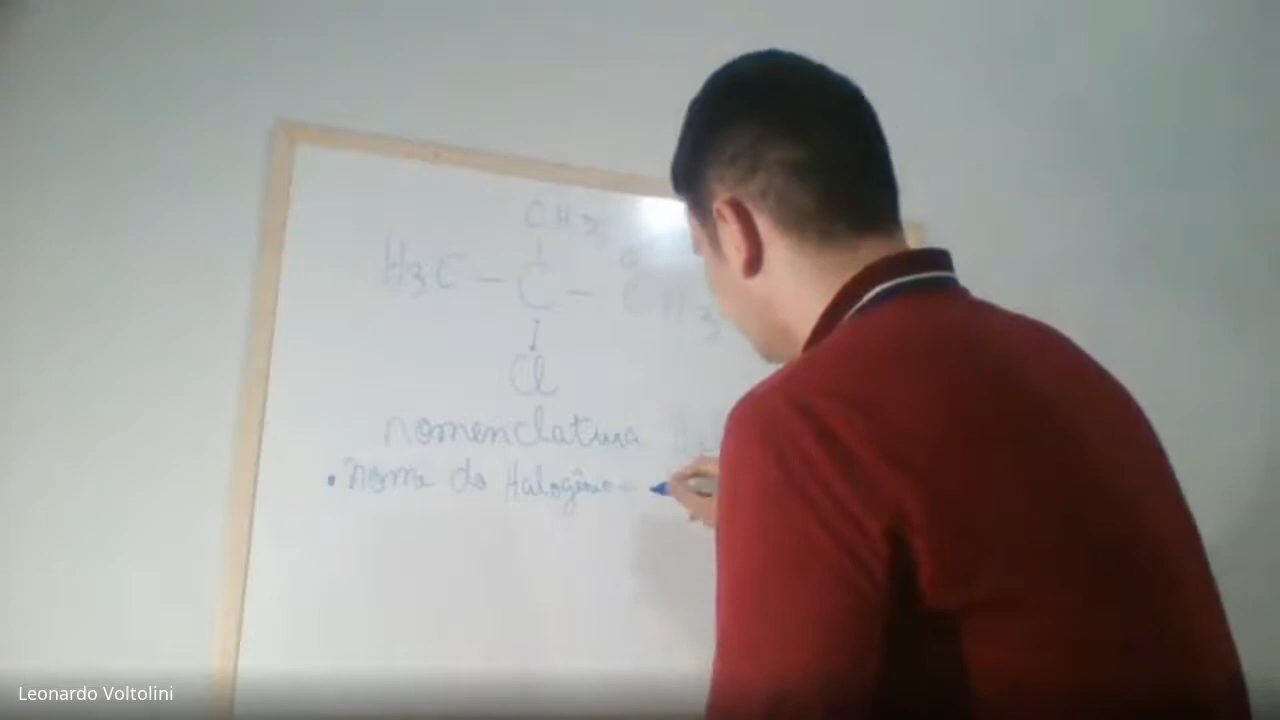 CH3
H3C - C - CH3
Cl
nomenclatura
• Nome do Halogênio -
Leonardo Voltolini